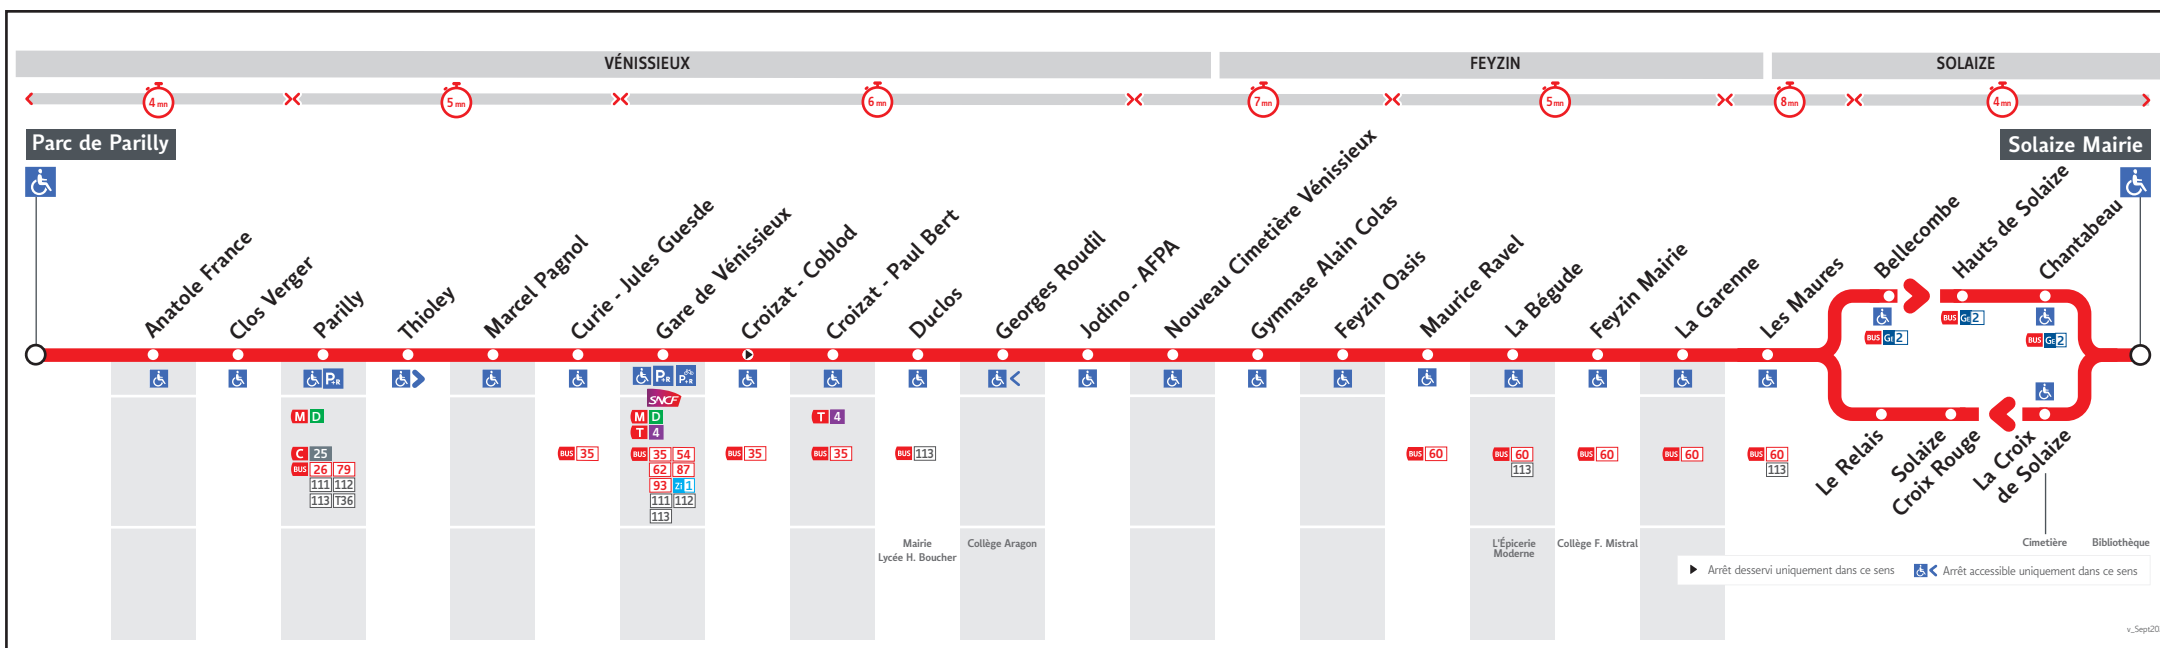 VÉNISSIEUX
FEYZIN
SOLAIZE
4 mn
5 mn
6 mn
7 mn
5 mn
8 mn
4 mn
Parc de Parilly
Solaize Mairie
Anatole France
Clos Verger
Parilly
Thioley
Marcel Pagnol
Curie - Jules Guesde
Gare de Vénissieux
Croizat - Coblod
Croizat - Paul Bert
Duclos
Georges Roudil
Jodino - AFPA
Nouveau Cimetière Vénissieux
Gymnase Alain Colas
Feyzin Oasis
Maurice Ravel
La Bégude
Feyzin Mairie
La Garenne
Les Maures
Bellecombe
Hauts de Solaize
Chantabeau
BUS GE 2
BUS GE 2
BUS GE 2
Le Relais
Solaize
Croix Rouge
La Croix
de Solaize
P+R
M D
C 25
BUS 26 79
111 112
113 T36
BUS 35
P+R P+R
SNCF
M D
T 4
BUS 35 54
62 87
93 Zi 1
111 112
113
BUS 35
T 4
BUS 35
BUS 113
BUS 60
BUS 60
113
BUS 60
BUS 60
BUS 60
113
Mairie
Lycée H. Boucher
Collège Aragon
L'Épicerie
Moderne
Collège F. Mistral
Cimetière
Bibliothèque
Arrêt desservi uniquement dans ce sens
Arrêt accessible uniquement dans ce sens